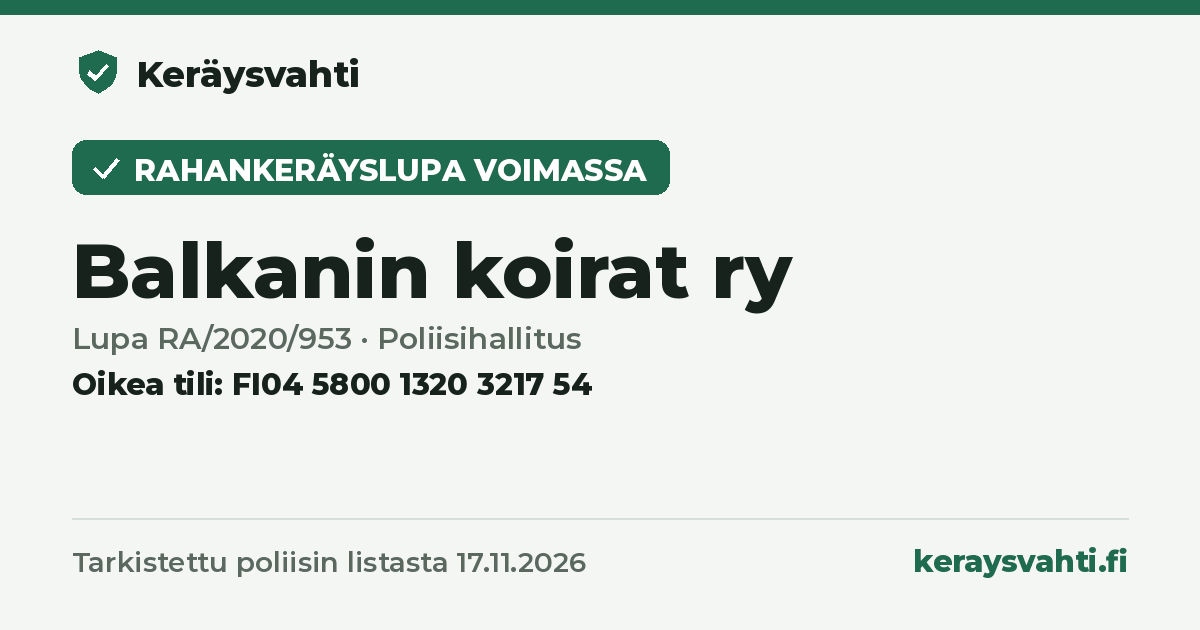 Keräysvahti
RAHANKERÄYSLUPA VOIMASSA
Balkanin koirat ry
Lupa RA/2020/953 · Poliisihallitus
Oikea tili: FI04 5800 1320 3217 54
Tarkistettu poliisin listasta 17.11.2026
keraysvahti.fi